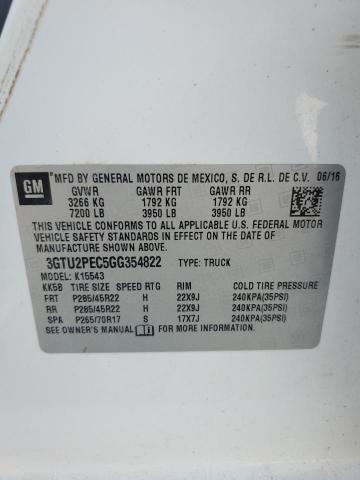 GM
MFD BY GENERAL MOTORS DE MEXICO, S. DE R.L. DE C.V. 06/16
GVWR GAWR FRT GAWR RR
3266 KG 1792 KG 1792 KG
7200 LB 3950 LB 3950 LB
THIS VEHICLE CONFORMS TO ALL APPLICABLE U.S. FEDERAL MOTOR
VEHICLE SAFETY AND THEFT PREVENTION STANDARDS IN EFFECT
ON THE DATE OF MANUFACTURE SHOWN ABOVE.
3GTU2PEC5GG354822 TYPE: TRUCK
MODEL: K15543
KK5B TIRE SIZE SPEED RTG RIM COLD TIRE PRESSURE
FRT P285/45R22 H 22X9J 240KPA(35PSI)
RR P285/45R22 H 22X9J 240KPA(35PSI)
SPA P265/70R17 S 17X7J 240KPA(35PSI)
SEE OWNER'S MANUAL FOR MORE INFORMATION.